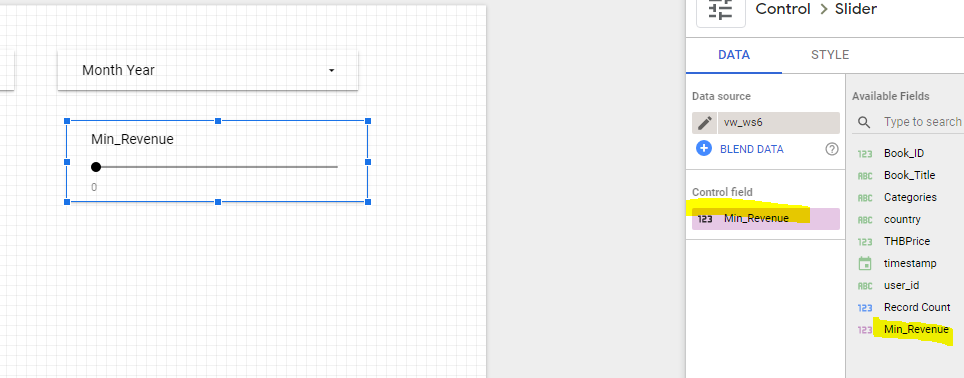 Control > Slider
DATA
STYLE
Month Year
Min_Revenue
0
Data source
vw_ws6
BLEND DATA
?
Control field
123 Min_Revenue
Available Fields
Type to search
123 Book_ID
ABC Book_Title
ABC Categories
ABC country
123 THBPrice
timestamp
ABC user_id
123 Record Count
123 Min_Revenue